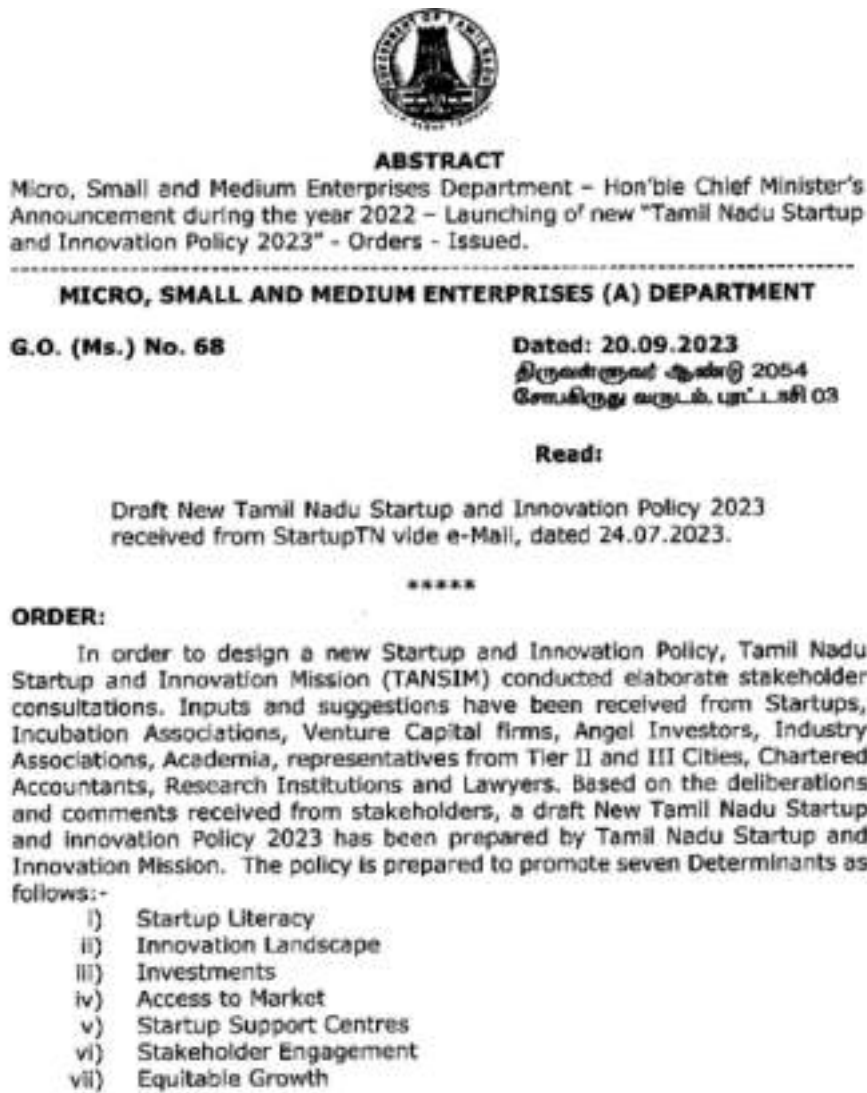 GOVERNMENT OF TAMIL NADU
ABSTRACT
Micro, Small and Medium Enterprises Department – Hon'ble Chief Minister's
Announcement during the year 2022 – Launching of new "Tamil Nadu Startup
and Innovation Policy 2023" - Orders - Issued.
MICRO, SMALL AND MEDIUM ENTERPRISES (A) DEPARTMENT
G.O. (Ms.) No. 68
Dated: 20.09.2023
திருவள்ளுவர் ஆண்டு 2054
சோபகிருது வருடம், புரட்டாசி 03
Read:
Draft New Tamil Nadu Startup and Innovation Policy 2023
received from StartupTN vide e-Mail, dated 24.07.2023.
*****
ORDER:
In order to design a new Startup and Innovation Policy, Tamil Nadu
Startup and Innovation Mission (TANSIM) conducted elaborate stakeholder
consultations. Inputs and suggestions have been received from Startups,
Incubation Associations, Venture Capital firms, Angel Investors, Industry
Associations, Academia, representatives from Tier II and III Cities, Chartered
Accountants, Research Institutions and Lawyers. Based on the deliberations
and comments received from stakeholders, a draft New Tamil Nadu Startup
and Innovation Policy 2023 has been prepared by Tamil Nadu Startup and
Innovation Mission. The policy is prepared to promote seven Determinants as
follows:-
i) Startup Literacy
ii) Innovation Landscape
iii) Investments
iv) Access to Market
v) Startup Support Centres
vi) Stakeholder Engagement
vii) Equitable Growth